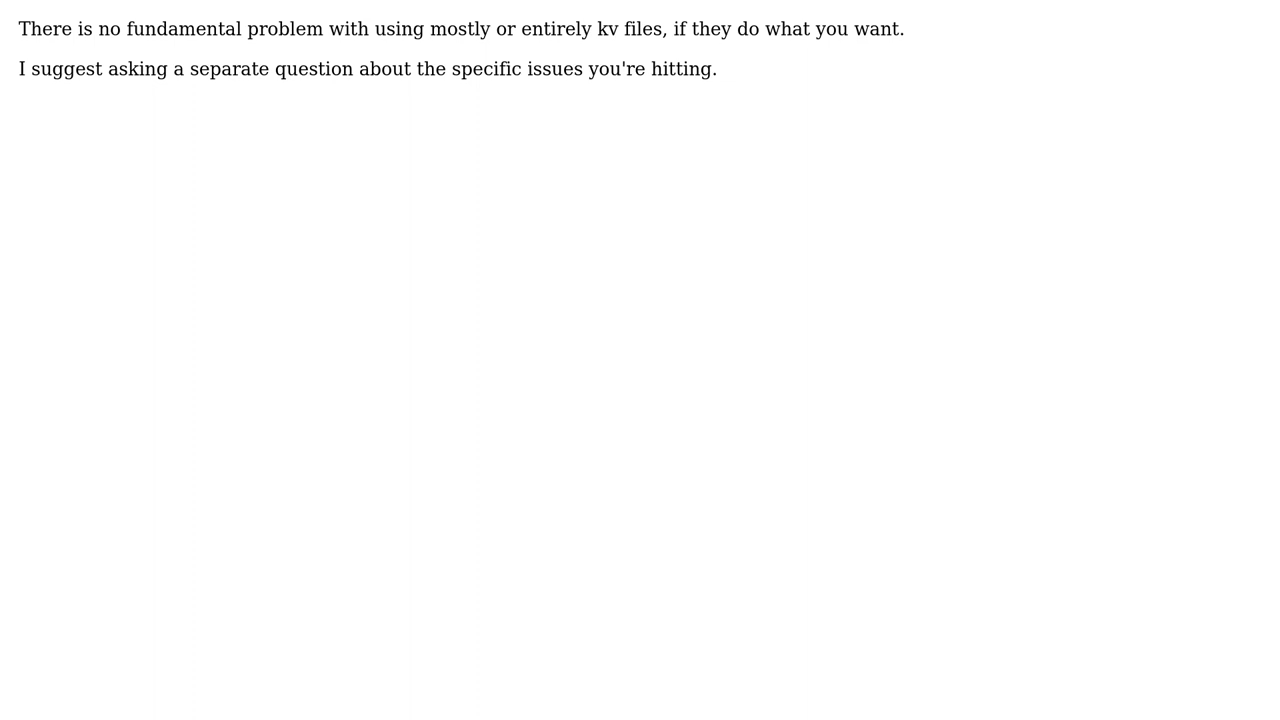 There is no fundamental problem with using mostly or entirely kv files, if they do what you want.
I suggest asking a separate question about the specific issues you're hitting.